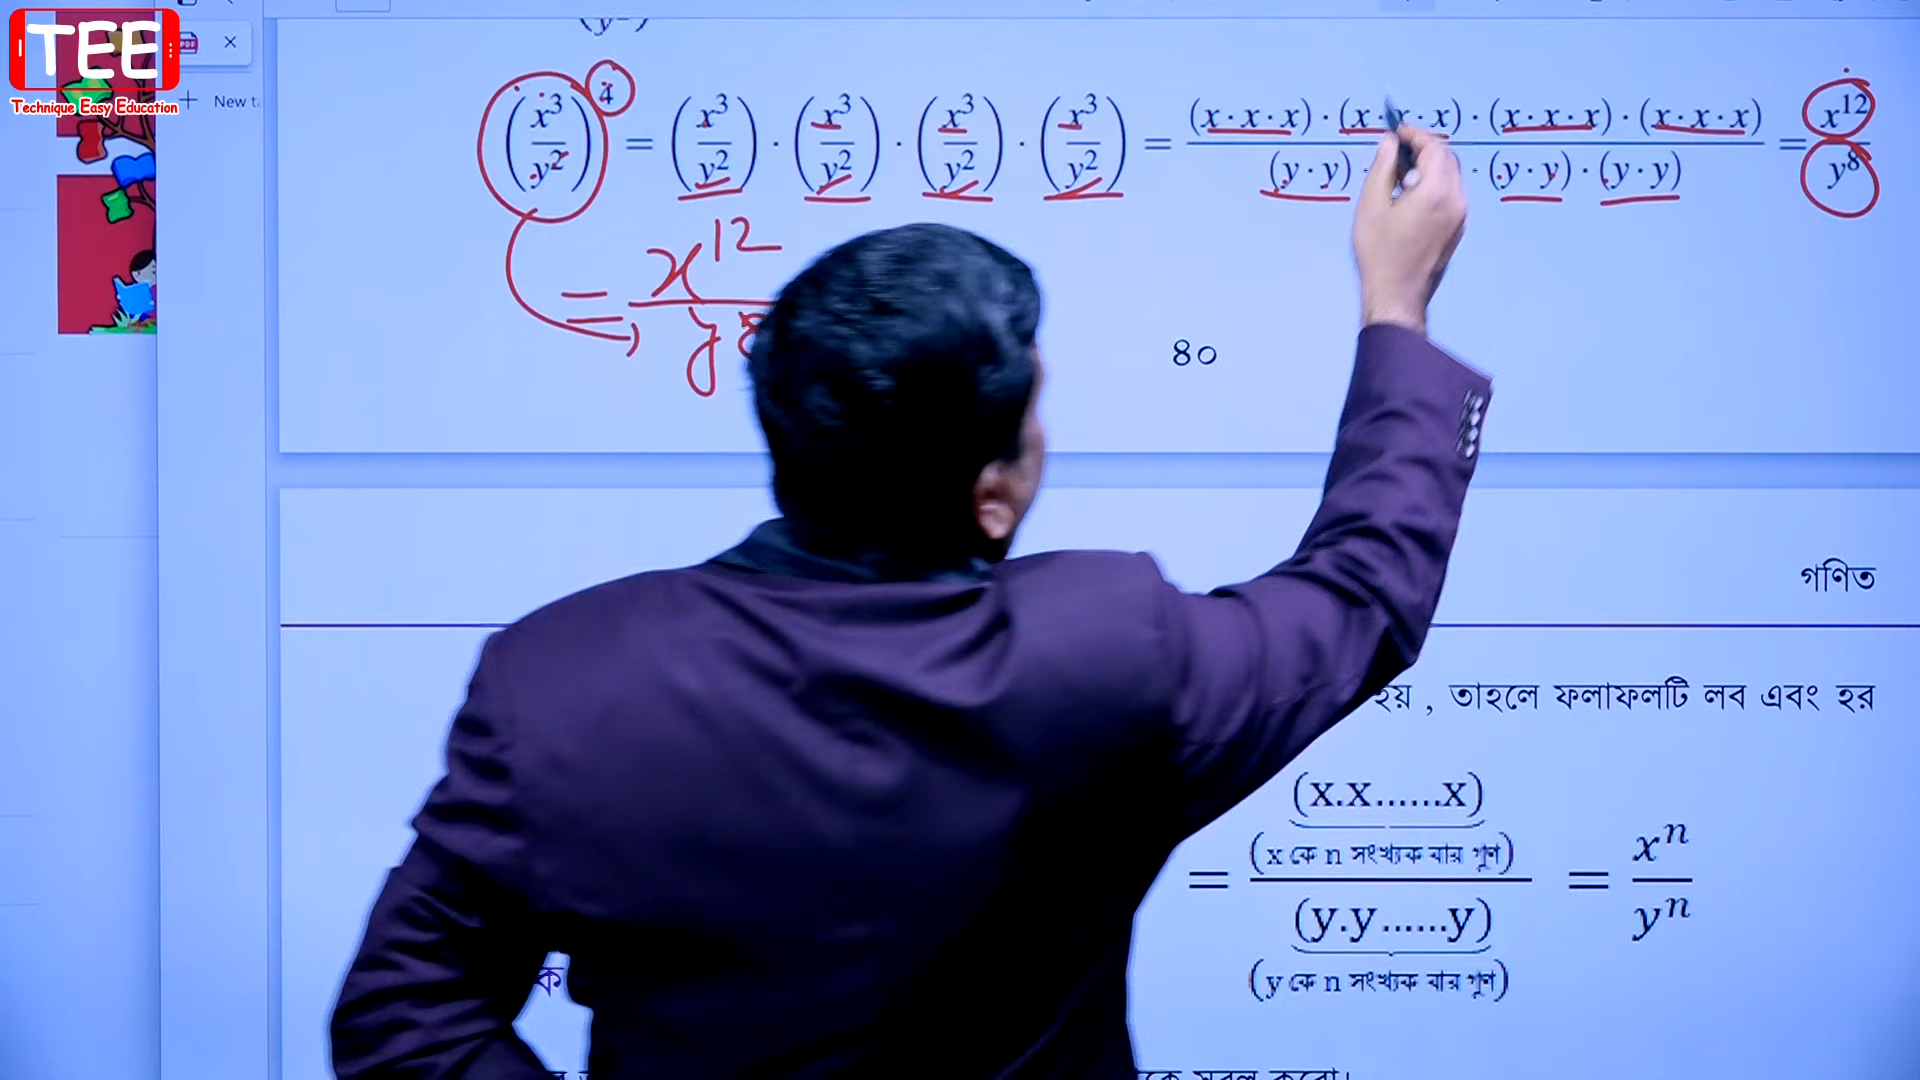 TEE
Technique Easy Education
PDF ×
+ New t
(x³/y²)⁴ = (x³/y²) · (x³/y²) · (x³/y²) · (x³/y²) = (x · x · x) · (x · x · x) · (x · x · x) · (x · x · x) / (y · y) · · (y · y) · (y · y) = x¹²/y⁸
= x¹²/y⁸
৪০
গণিত
হয় , তাহলে ফলাফলটি লব এবং হর
= (x.x......x) (x কে n সংখ্যক বার গুণ) / (y.y......y) (y কে n সংখ্যক বার গুণ) = xⁿ/yⁿ
ক
সরল করো।